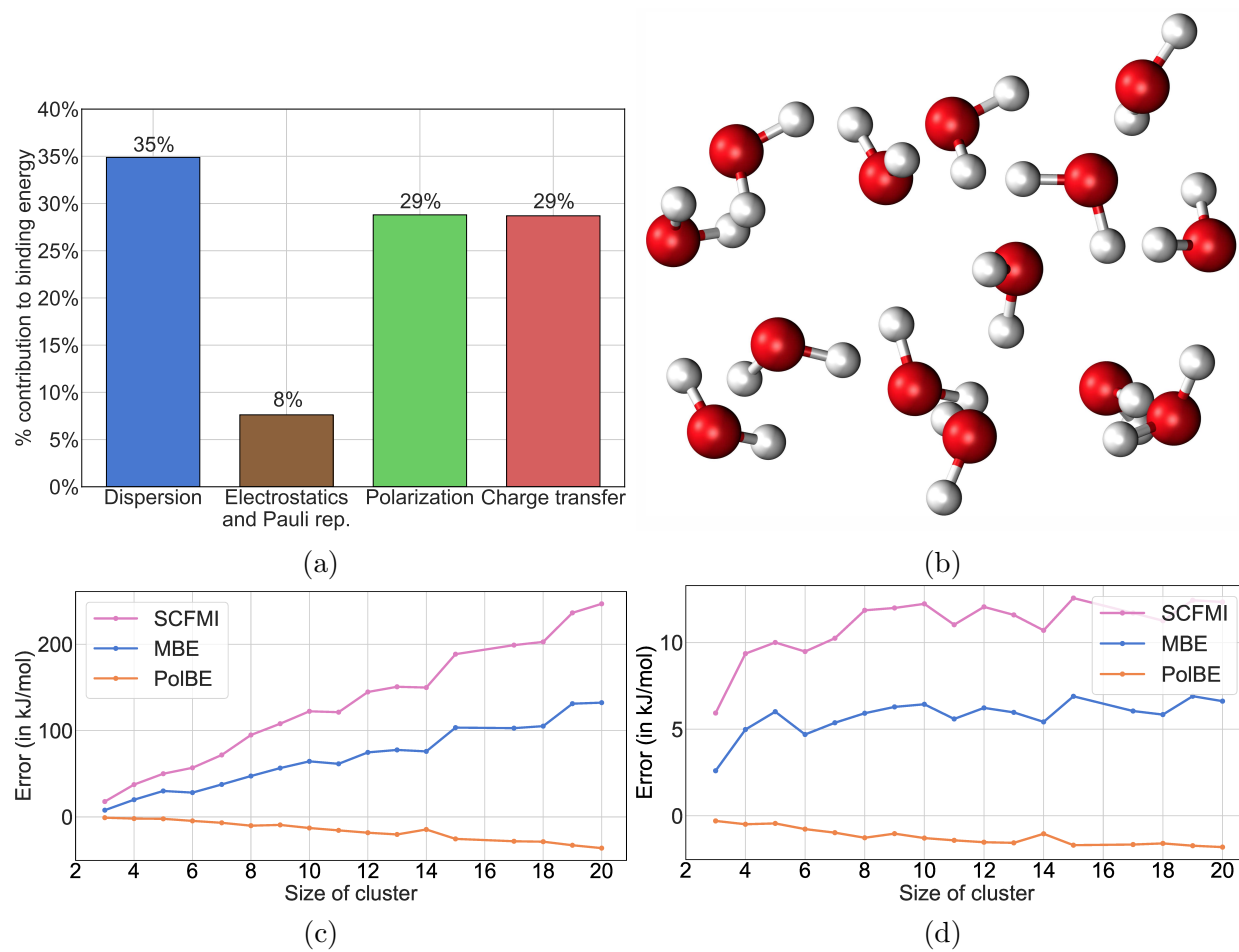 40%
35%
30%
25%
20%
15%
10%
5%
0%
% contribution to binding energy
35%
8%
29%
29%
Dispersion
Electrostatics
and Pauli rep.
Polarization
Charge transfer
(a)
(b)
SCFMI
MBE
PolBE
200
100
0
Error (in kJ/mol)
2 4 6 8 10 12 14 16 18 20
Size of cluster
(c)
SCFMI
MBE
PolBE
10
5
0
Error (in kJ/mol)
2 4 6 8 10 12 14 16 18 20
Size of cluster
(d)